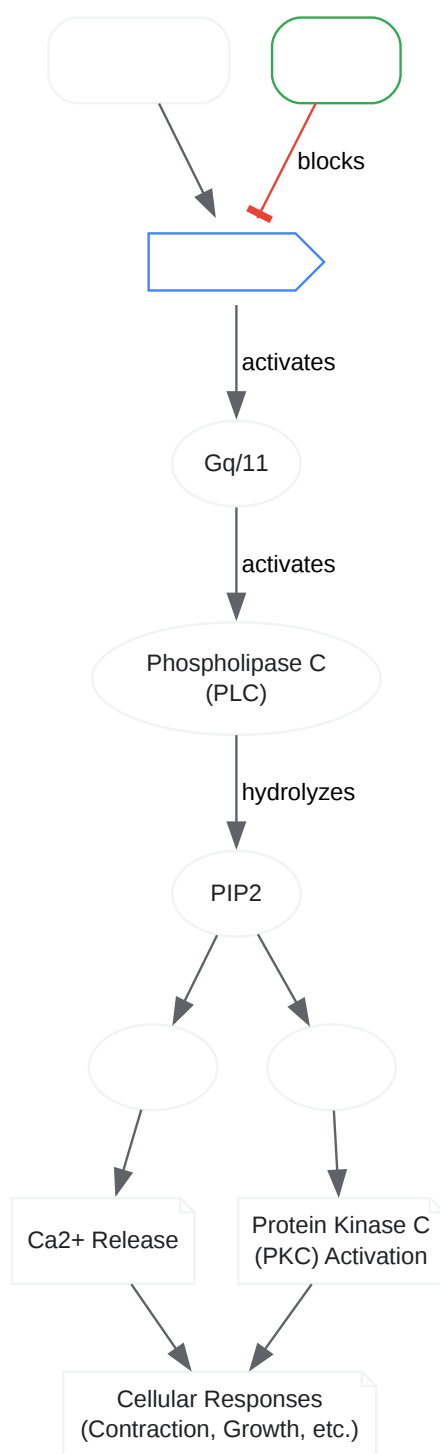 blocks
activates
Gq/11
activates
Phospholipase C
(PLC)
hydrolyzes
PIP2
Ca2+ Release
Protein Kinase C
(PKC) Activation
Cellular Responses
(Contraction, Growth, etc.)